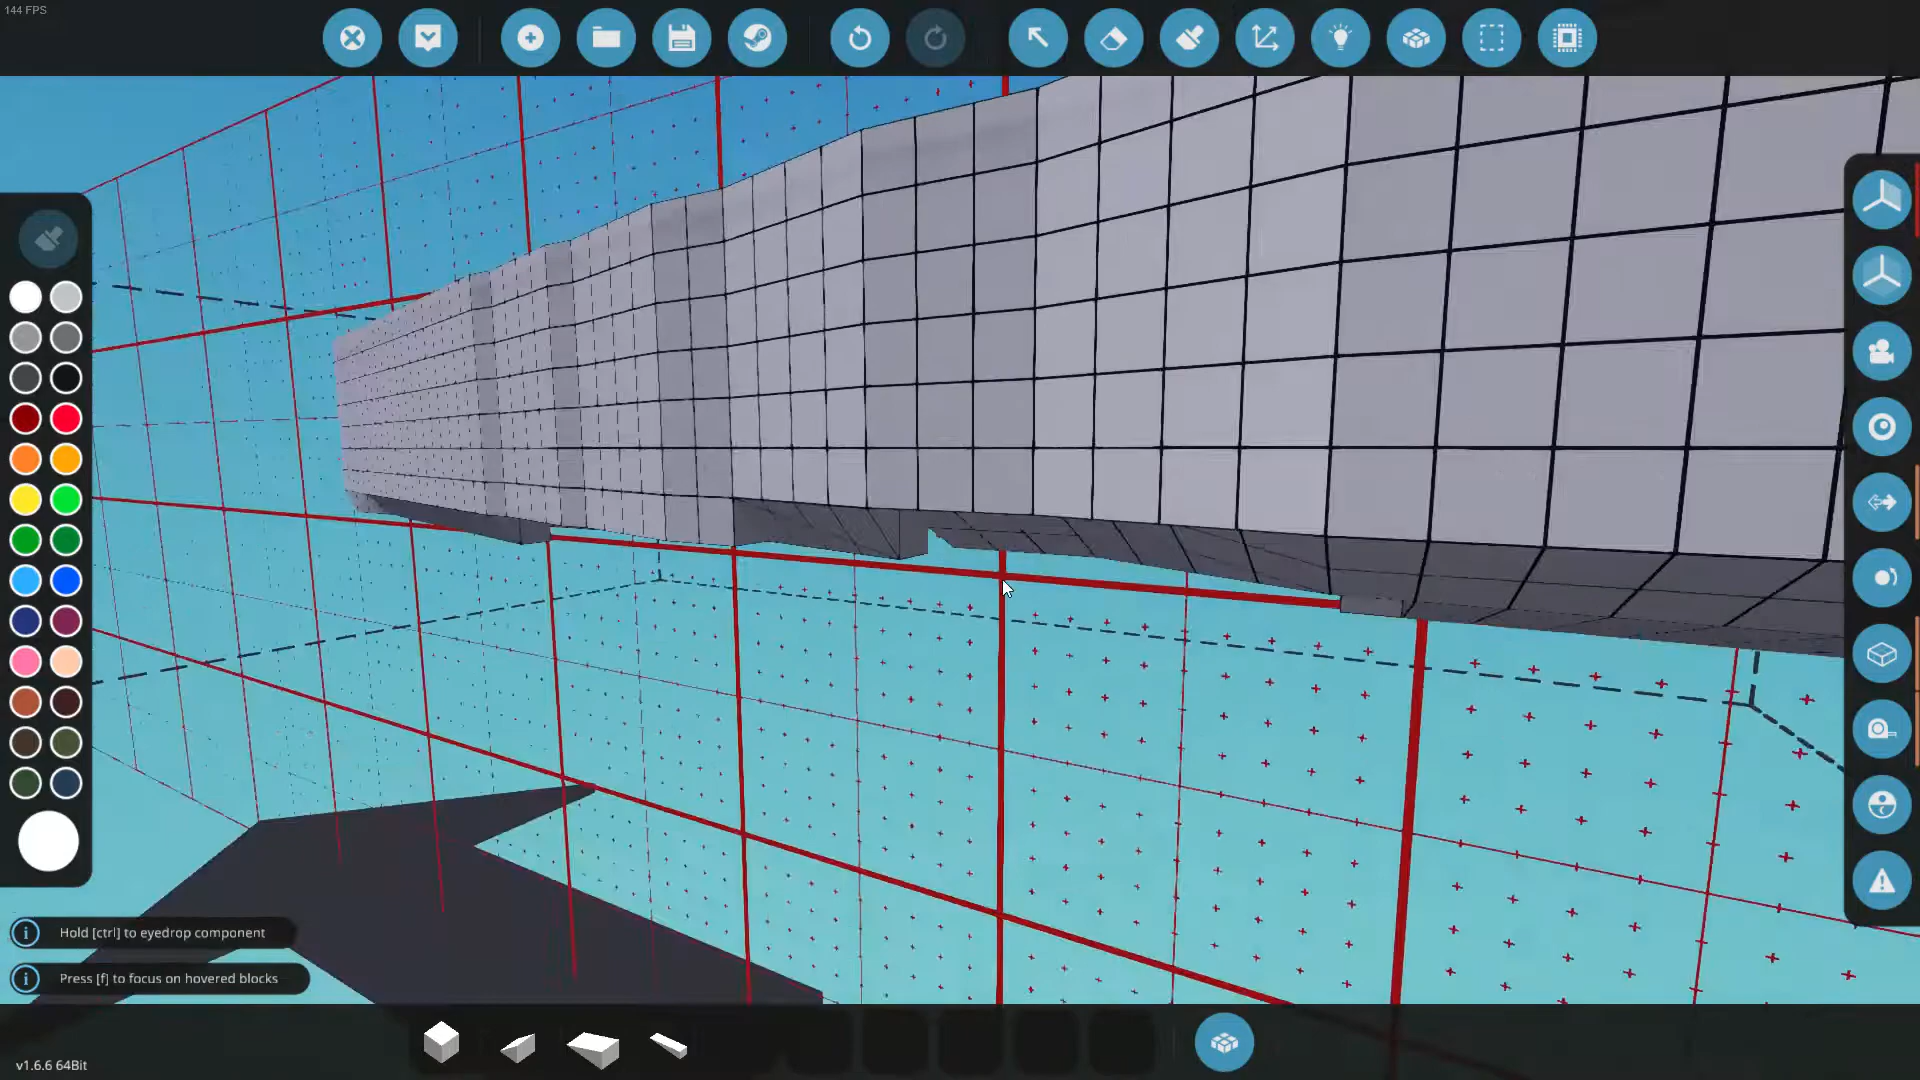 144 FPS
Hold [ctrl] to eyedrop component
Press [f] to focus on hovered blocks
v1.6.6 64Bit